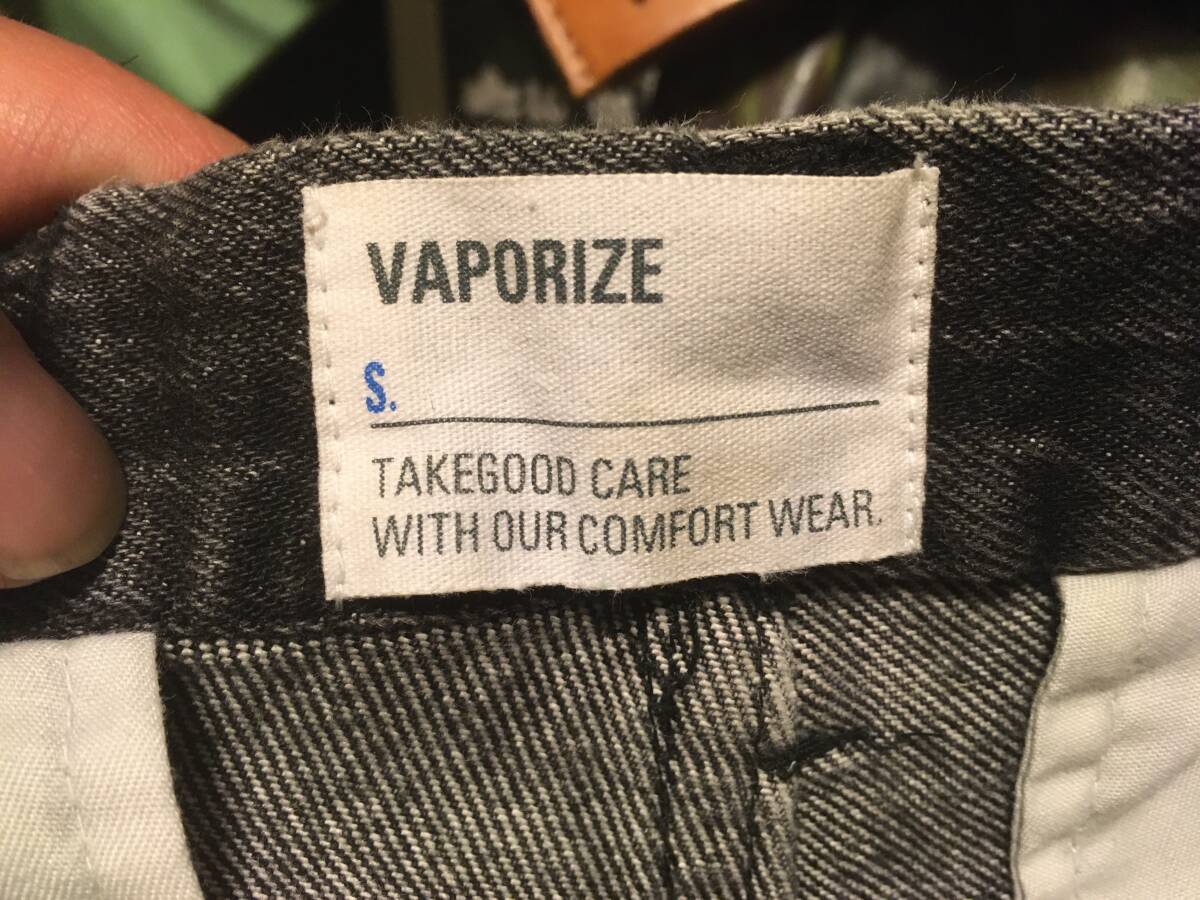 VAPORIZE
S.
TAKEGOOD CARE
WITH OUR COMFORT WEAR.